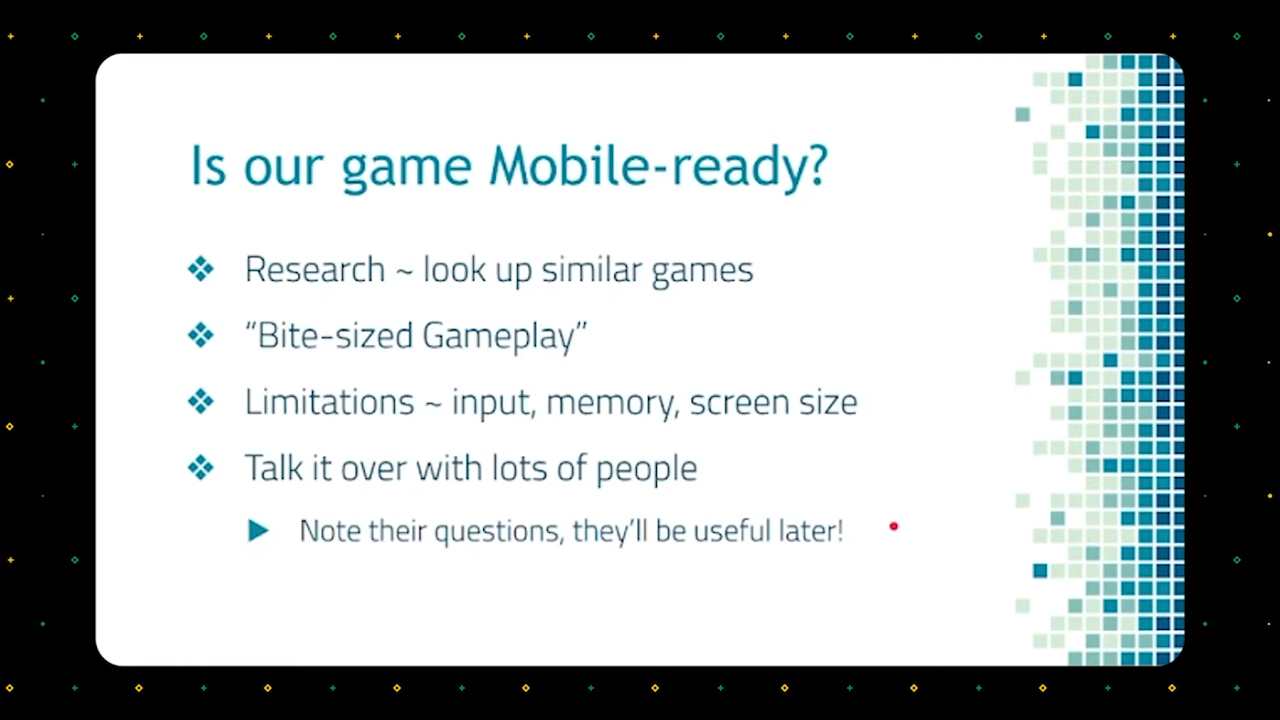 Is our game Mobile-ready?
Research ~ look up similar games
“Bite-sized Gameplay”
Limitations ~ input, memory, screen size
Talk it over with lots of people
Note their questions, they’ll be useful later!